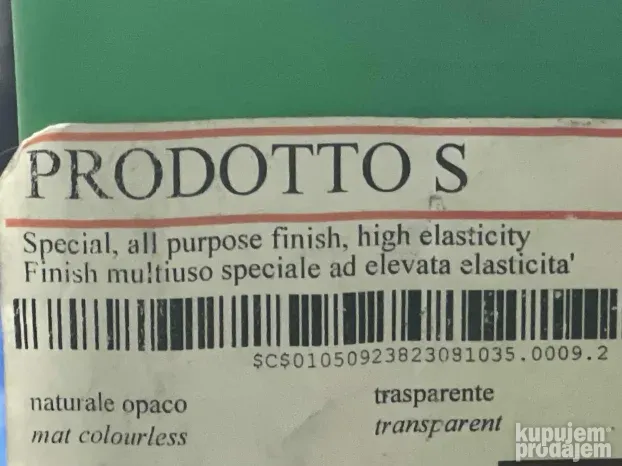 PRODOTTO S
Special, all purpose finish, high elasticity
Finish multiuso speciale ad elevata elasticita'
$C$01050923823081035.0009.2
naturale opaco
mat colourless
trasparente
transparent
kupujem
prodajem